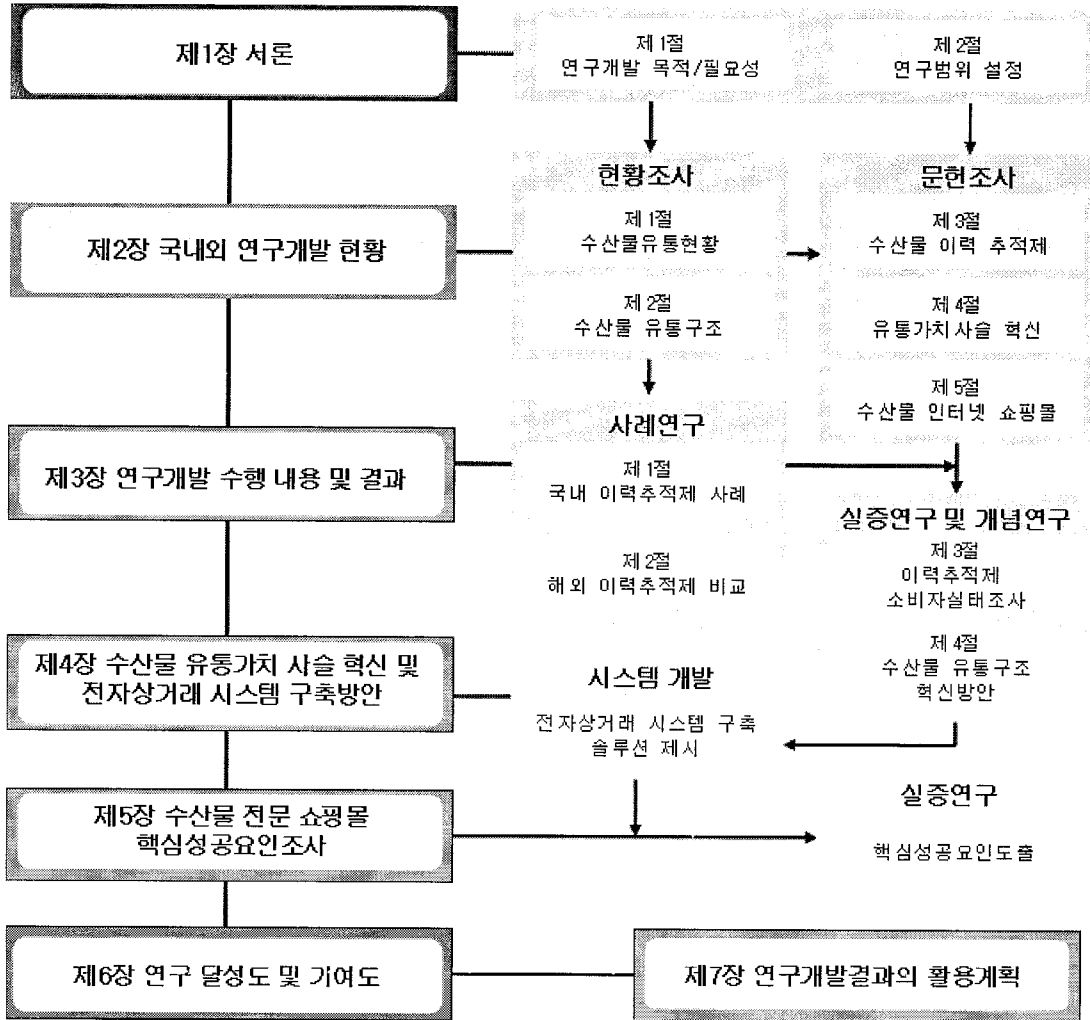 제1장 서론
제 1절
연구개발 목적/필요성
제 2절
연구범위 설정
현황조사
문헌조사
제2장 국내외 연구개발 현황
제 1절
수산물유통현황
제 2절
수산물 유통구조
제 3절
수산물 이력 추적제
제 4절
유통가치사슬 혁신
제 5절
수산물 인터넷 쇼핑몰
사례연구
제3장 연구개발 수행 내용 및 결과
제 1절
국내 이력추적제 사례
제 2절
해외 이력추적제 비교
실증연구 및 개념연구
제 3절
이력추적제
소비자실태조사
제 4절
수산물 유통구조
혁신방안
제4장 수산물 유통가치 사슬 혁신 및
전자상거래 시스템 구축방안
시스템 개발
전자상거래 시스템 구축
솔루션 제시
제5장 수산물 전문 쇼핑몰
핵심성공요인조사
실증연구
핵심성공요인도출
제6장 연구 달성도 및 기여도
제7장 연구개발결과의 활용계획